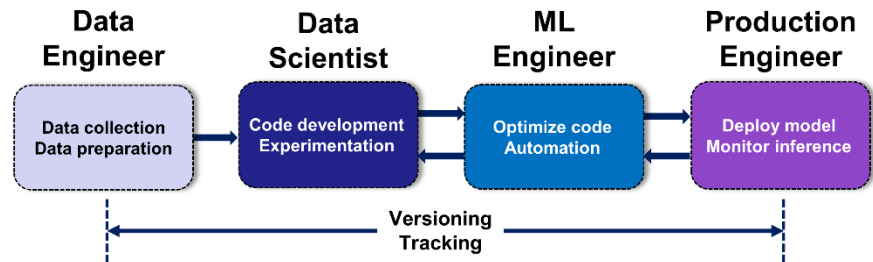 Data
Engineer
Data
Scientist
ML
Engineer
Production
Engineer
Data collection
Data preparation
Code development
Experimentation
Optimize code
Automation
Deploy model
Monitor inference
Versioning
Tracking